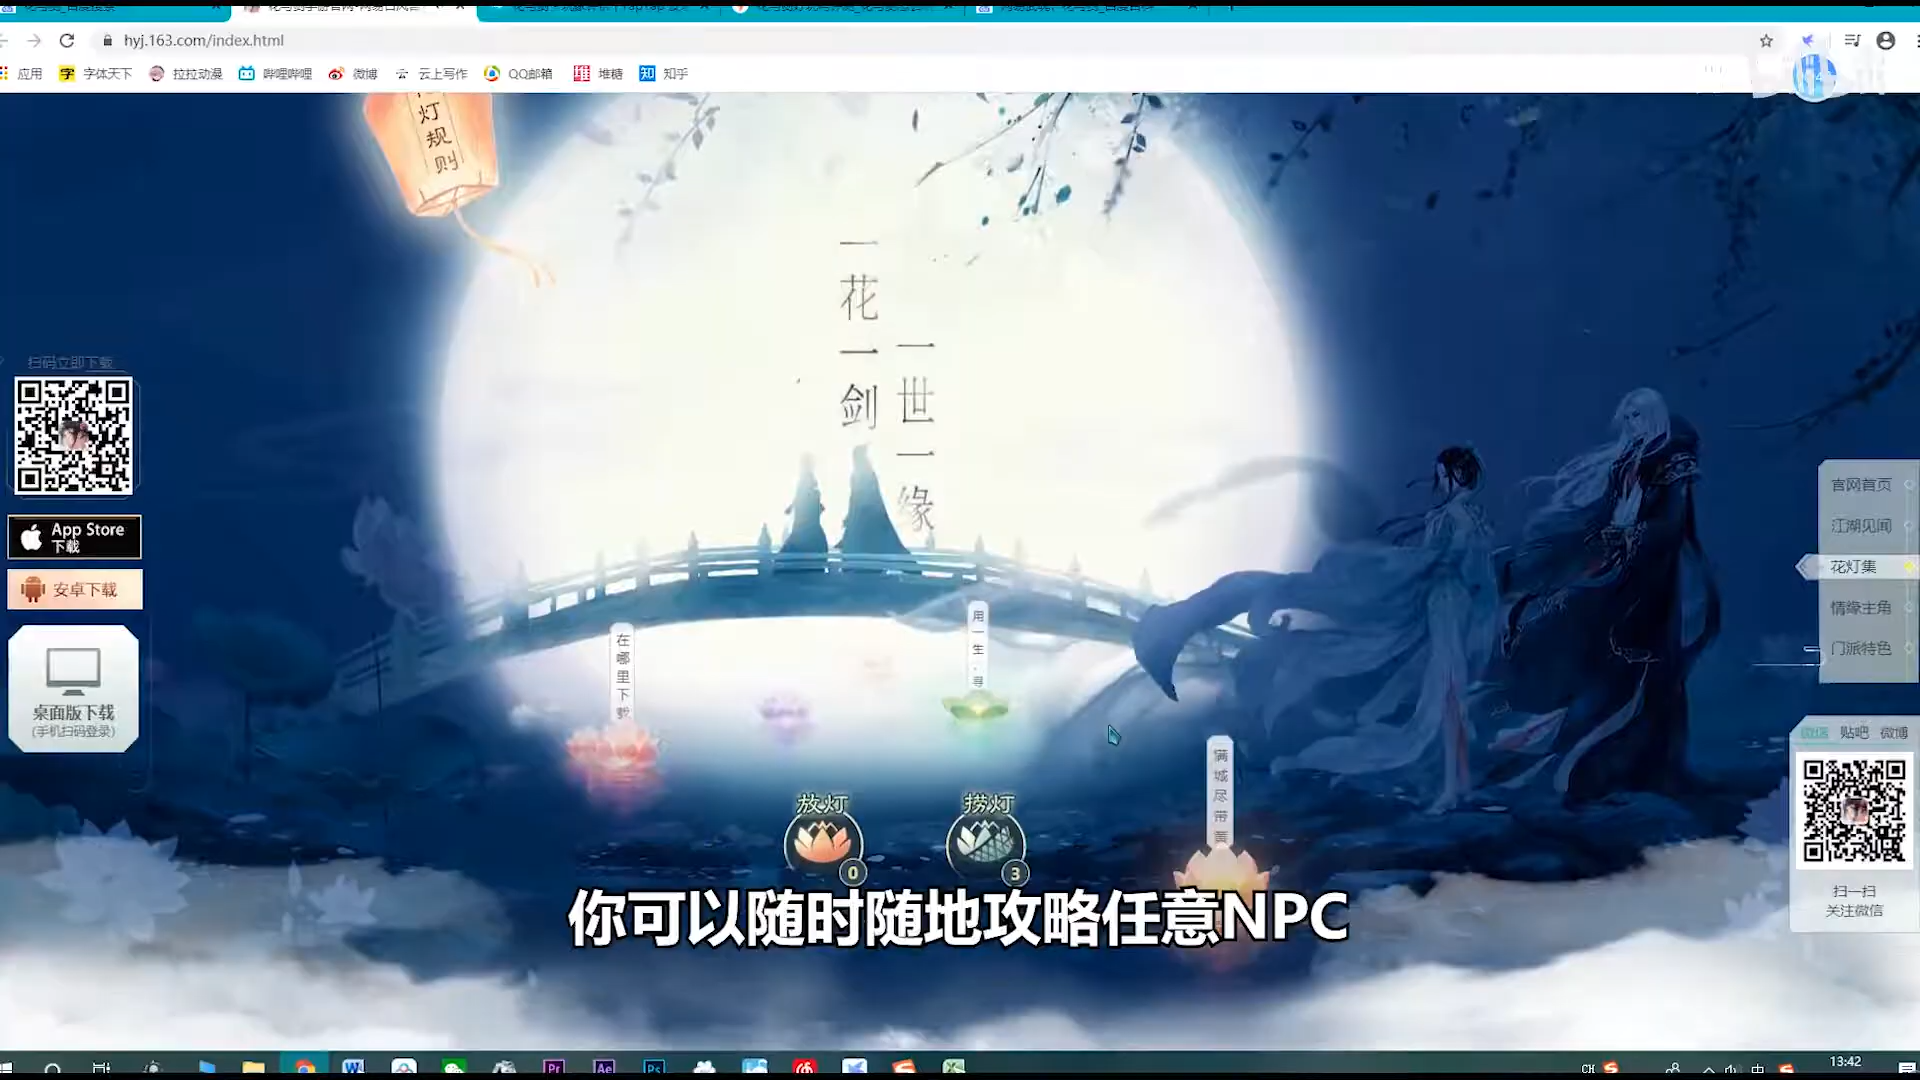 hyj.163.com/index.html
应用
字体天下
拉拉动漫
哔哩哔哩
微博
云上写作
QQ邮箱
堆糖
知乎
灯规则
一花一剑
一世一缘
扫码立即下载
App Store
下载
安卓下载
桌面版下载
(手机扫码登录)
官网首页
江湖见闻
花灯集
情缘主角
门派特色
在哪里下载
用一生,寻
满城尽带黄
微信 贴吧 微博
扫一扫
关注微信
放灯
0
捞灯
3
你可以随时随地攻略任意NPC
CH
中
13:42